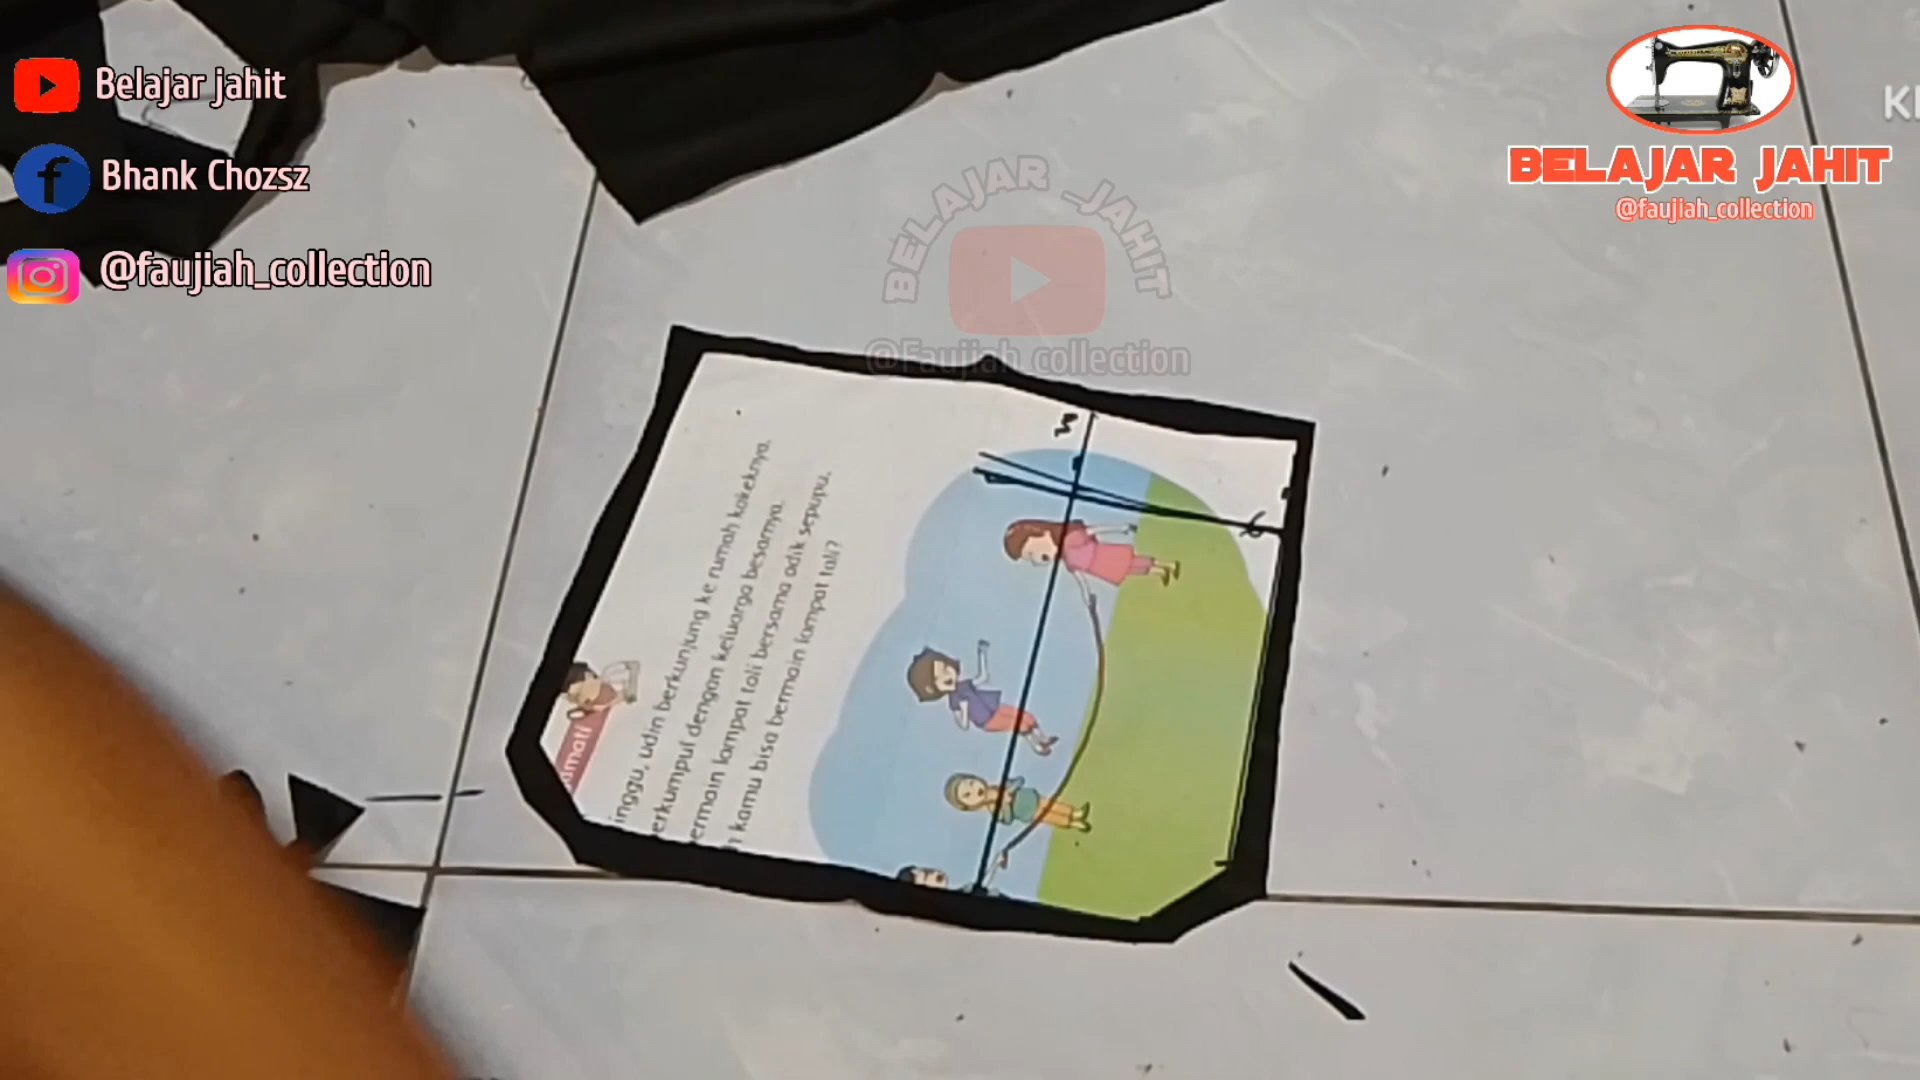 Belajar jahit
Bhank Chozsz
@faujiah_collection
BELAJAR JAHIT
@faujiah_collection
BELAJAR JAHIT
@Faujiah collection
umati
inggu, udin berkunjung ke rumah kakeknya.
erkumpul dengan keluarga besarnya.
ermain lompat tali bersama adik sepupu.
kamu bisa bermain lompat tali?